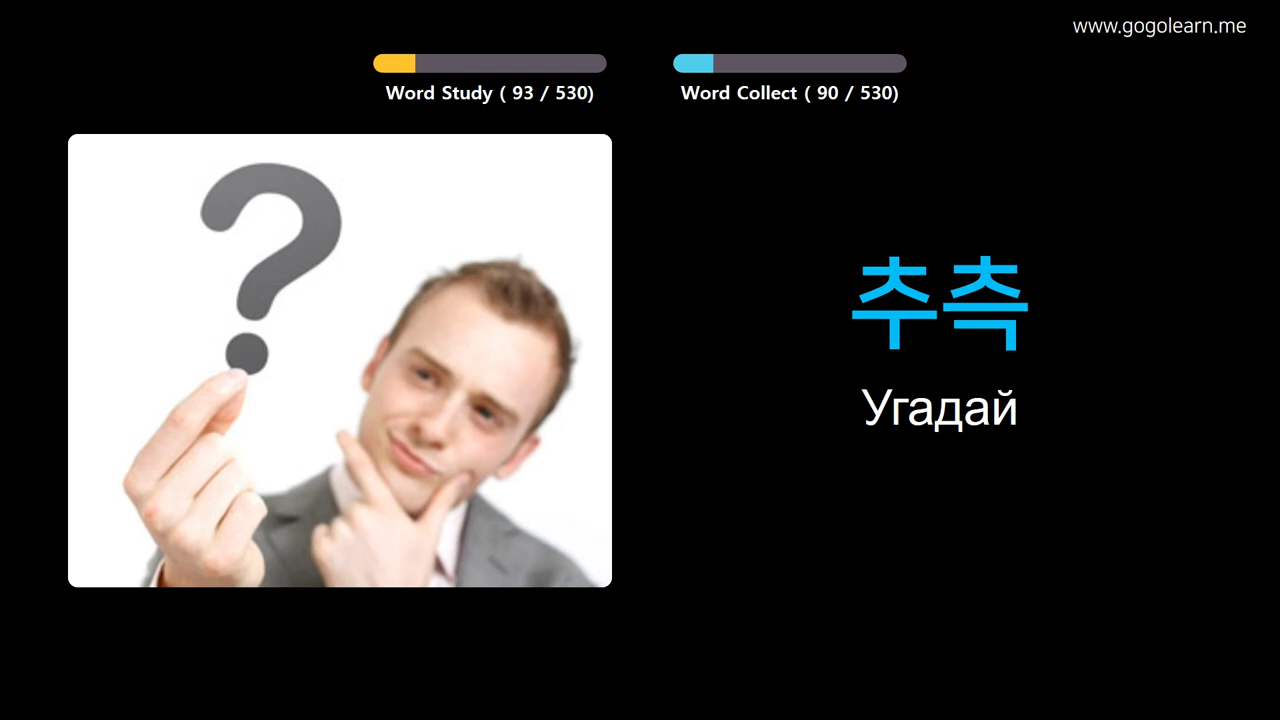 www.gogolearn.me
Word Study ( 93 / 530)
Word Collect ( 90 / 530)
?
추측
Угадай